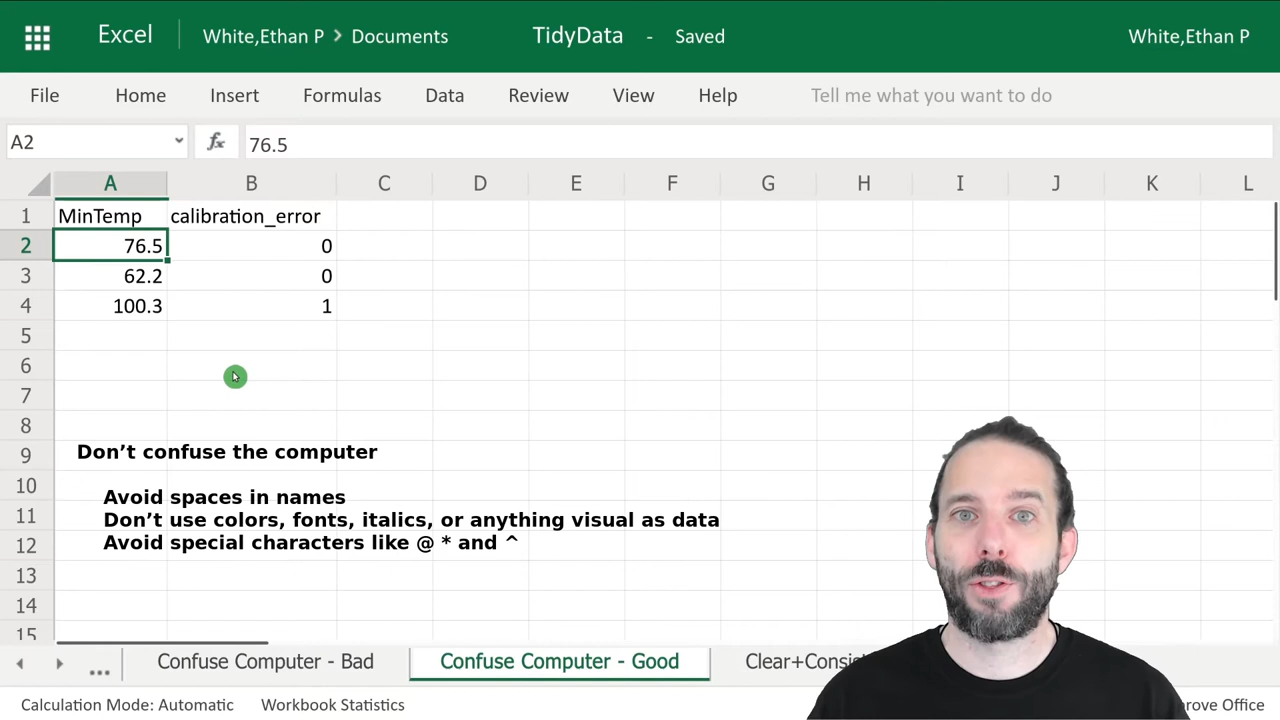 Excel White,Ethan P > Documents TidyData - Saved White,Ethan P
File Home Insert Formulas Data Review View Help Tell me what you want to do
A2 fx 76.5
A B C D E F G H I J K L
1 MinTemp calibration_error
2 76.5 0
3 62.2 0
4 100.3 1
5
6
7
8
9 Don’t confuse the computer
10 Avoid spaces in names
11 Don’t use colors, fonts, italics, or anything visual as data
12 Avoid special characters like @ * and ^
13
14
15
... Confuse Computer - Bad Confuse Computer - Good
Calculation Mode: Automatic Workbook Statistics Office